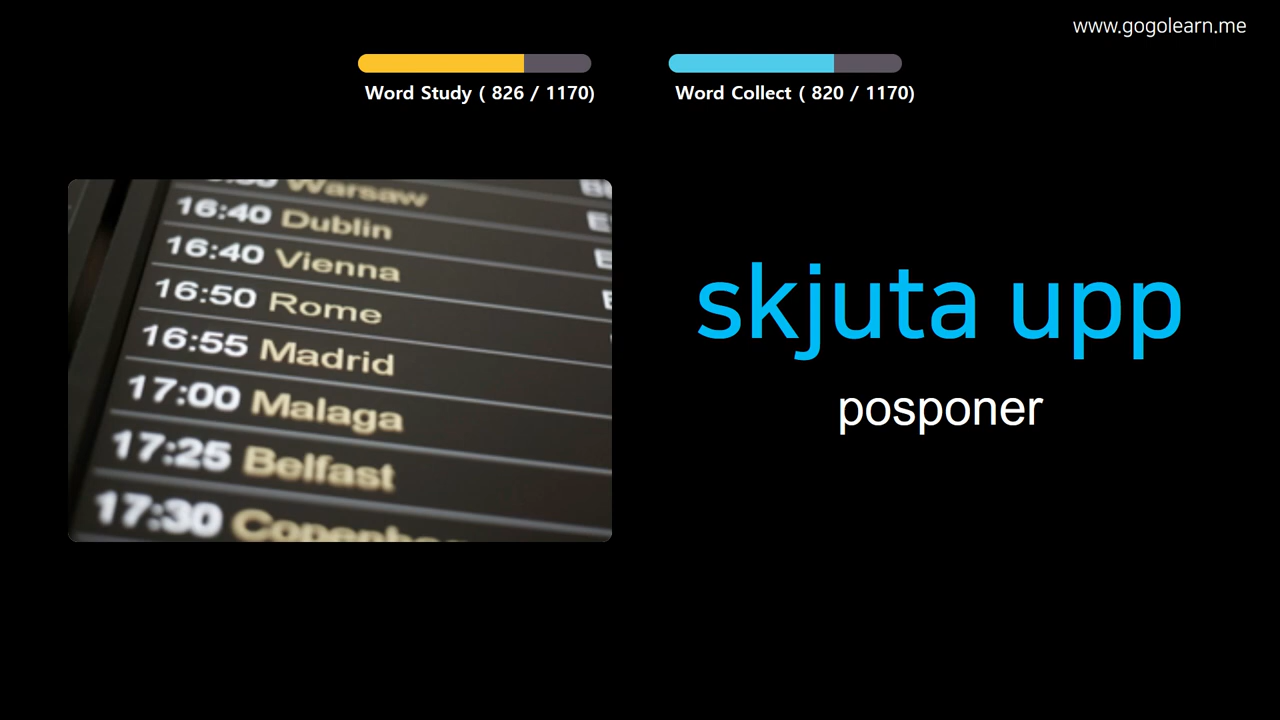 www.gogolearn.me
Word Study ( 826 / 1170)
Word Collect ( 820 / 1170)
Warsaw
16:40 Dublin
16:40 Vienna
16:50 Rome
16:55 Madrid
17:00 Malaga
17:25 Belfast
17:30
skjuta upp
posponer